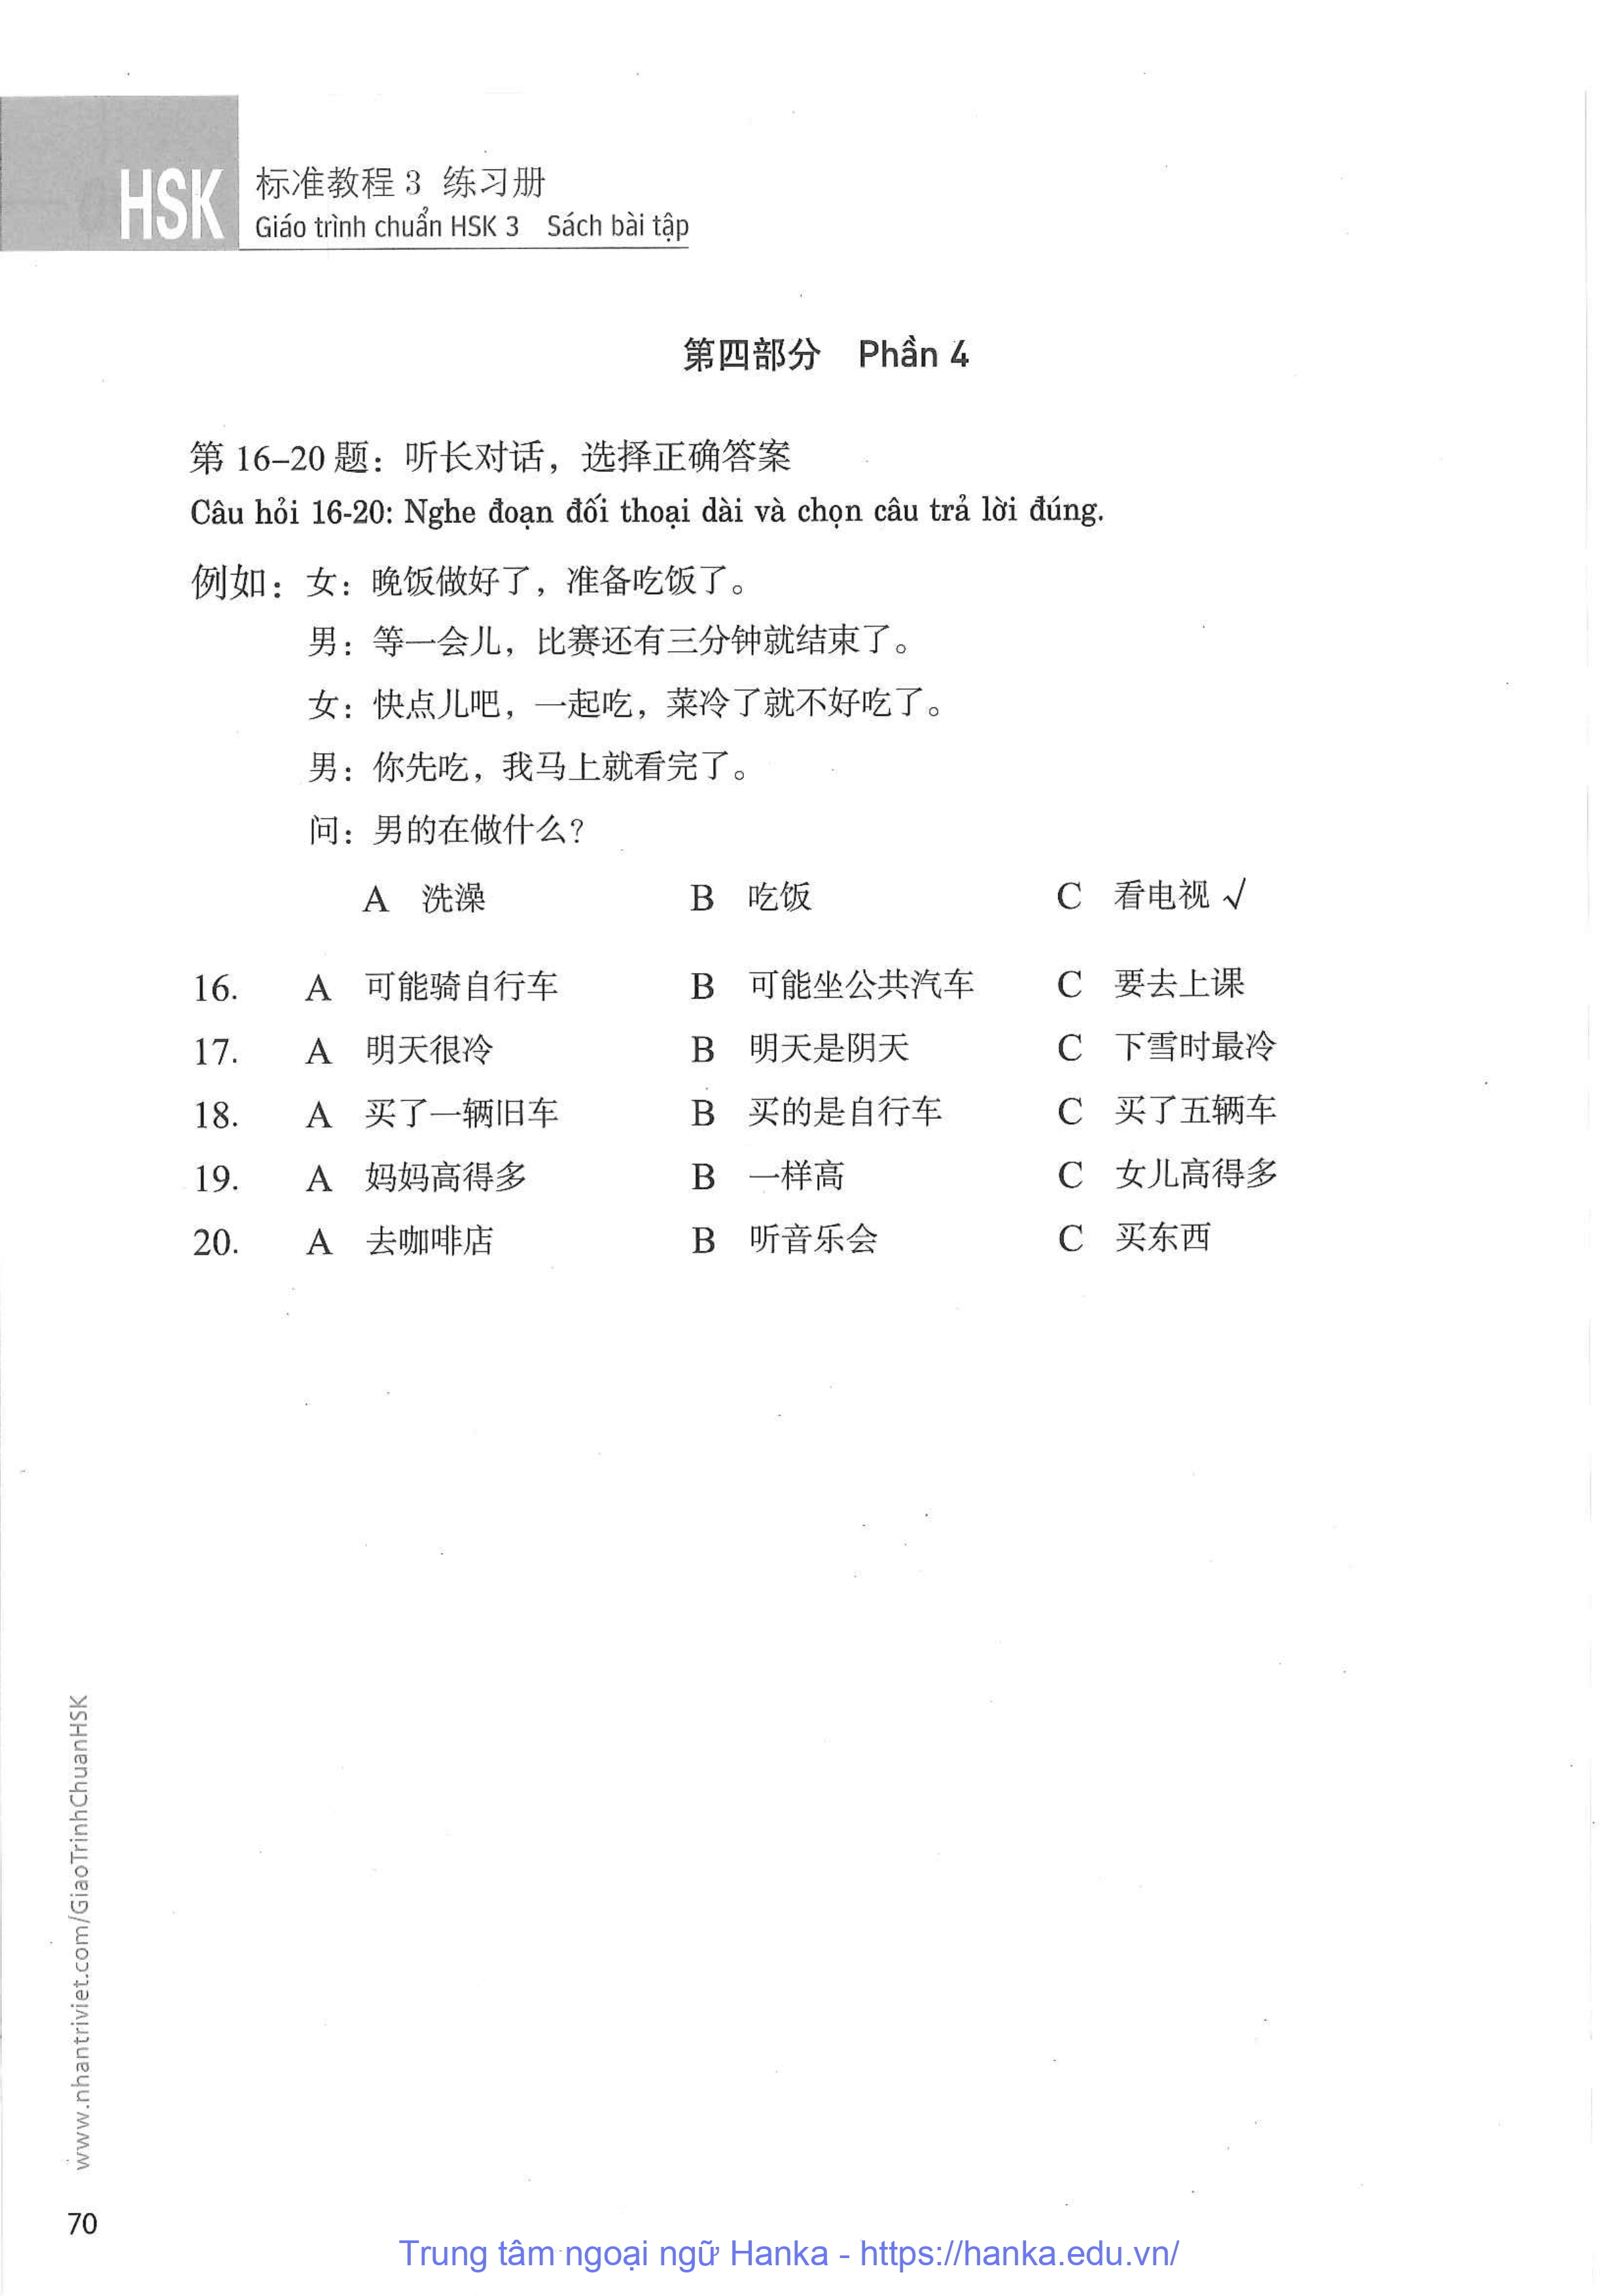 HSK
标准教程 3 练习册
Giáo trình chuẩn HSK 3 Sách bài tập
第四部分 Phần 4
第 16–20 题：听长对话，选择正确答案
Câu hỏi 16-20: Nghe đoạn đối thoại dài và chọn câu trả lời đúng.
例如：女：晚饭做好了，准备吃饭了。
男：等一会儿，比赛还有三分钟就结束了。
女：快点儿吧，一起吃，菜冷了就不好吃了。
男：你先吃，我马上就看完了。
问：男的在做什么？
A 洗澡 B 吃饭 C 看电视 √
16. A 可能骑自行车 B 可能坐公共汽车 C 要去上课
17. A 明天很冷 B 明天是阴天 C 下雪时最冷
18. A 买了一辆旧车 B 买的是自行车 C 买了五辆车
19. A 妈妈高得多 B 一样高 C 女儿高得多
20. A 去咖啡店 B 听音乐会 C 买东西
www.nhantriviet.com/GiaoTrinhChuanHSK
70
Trung tâm ngoại ngữ Hanka - https://hanka.edu.vn/